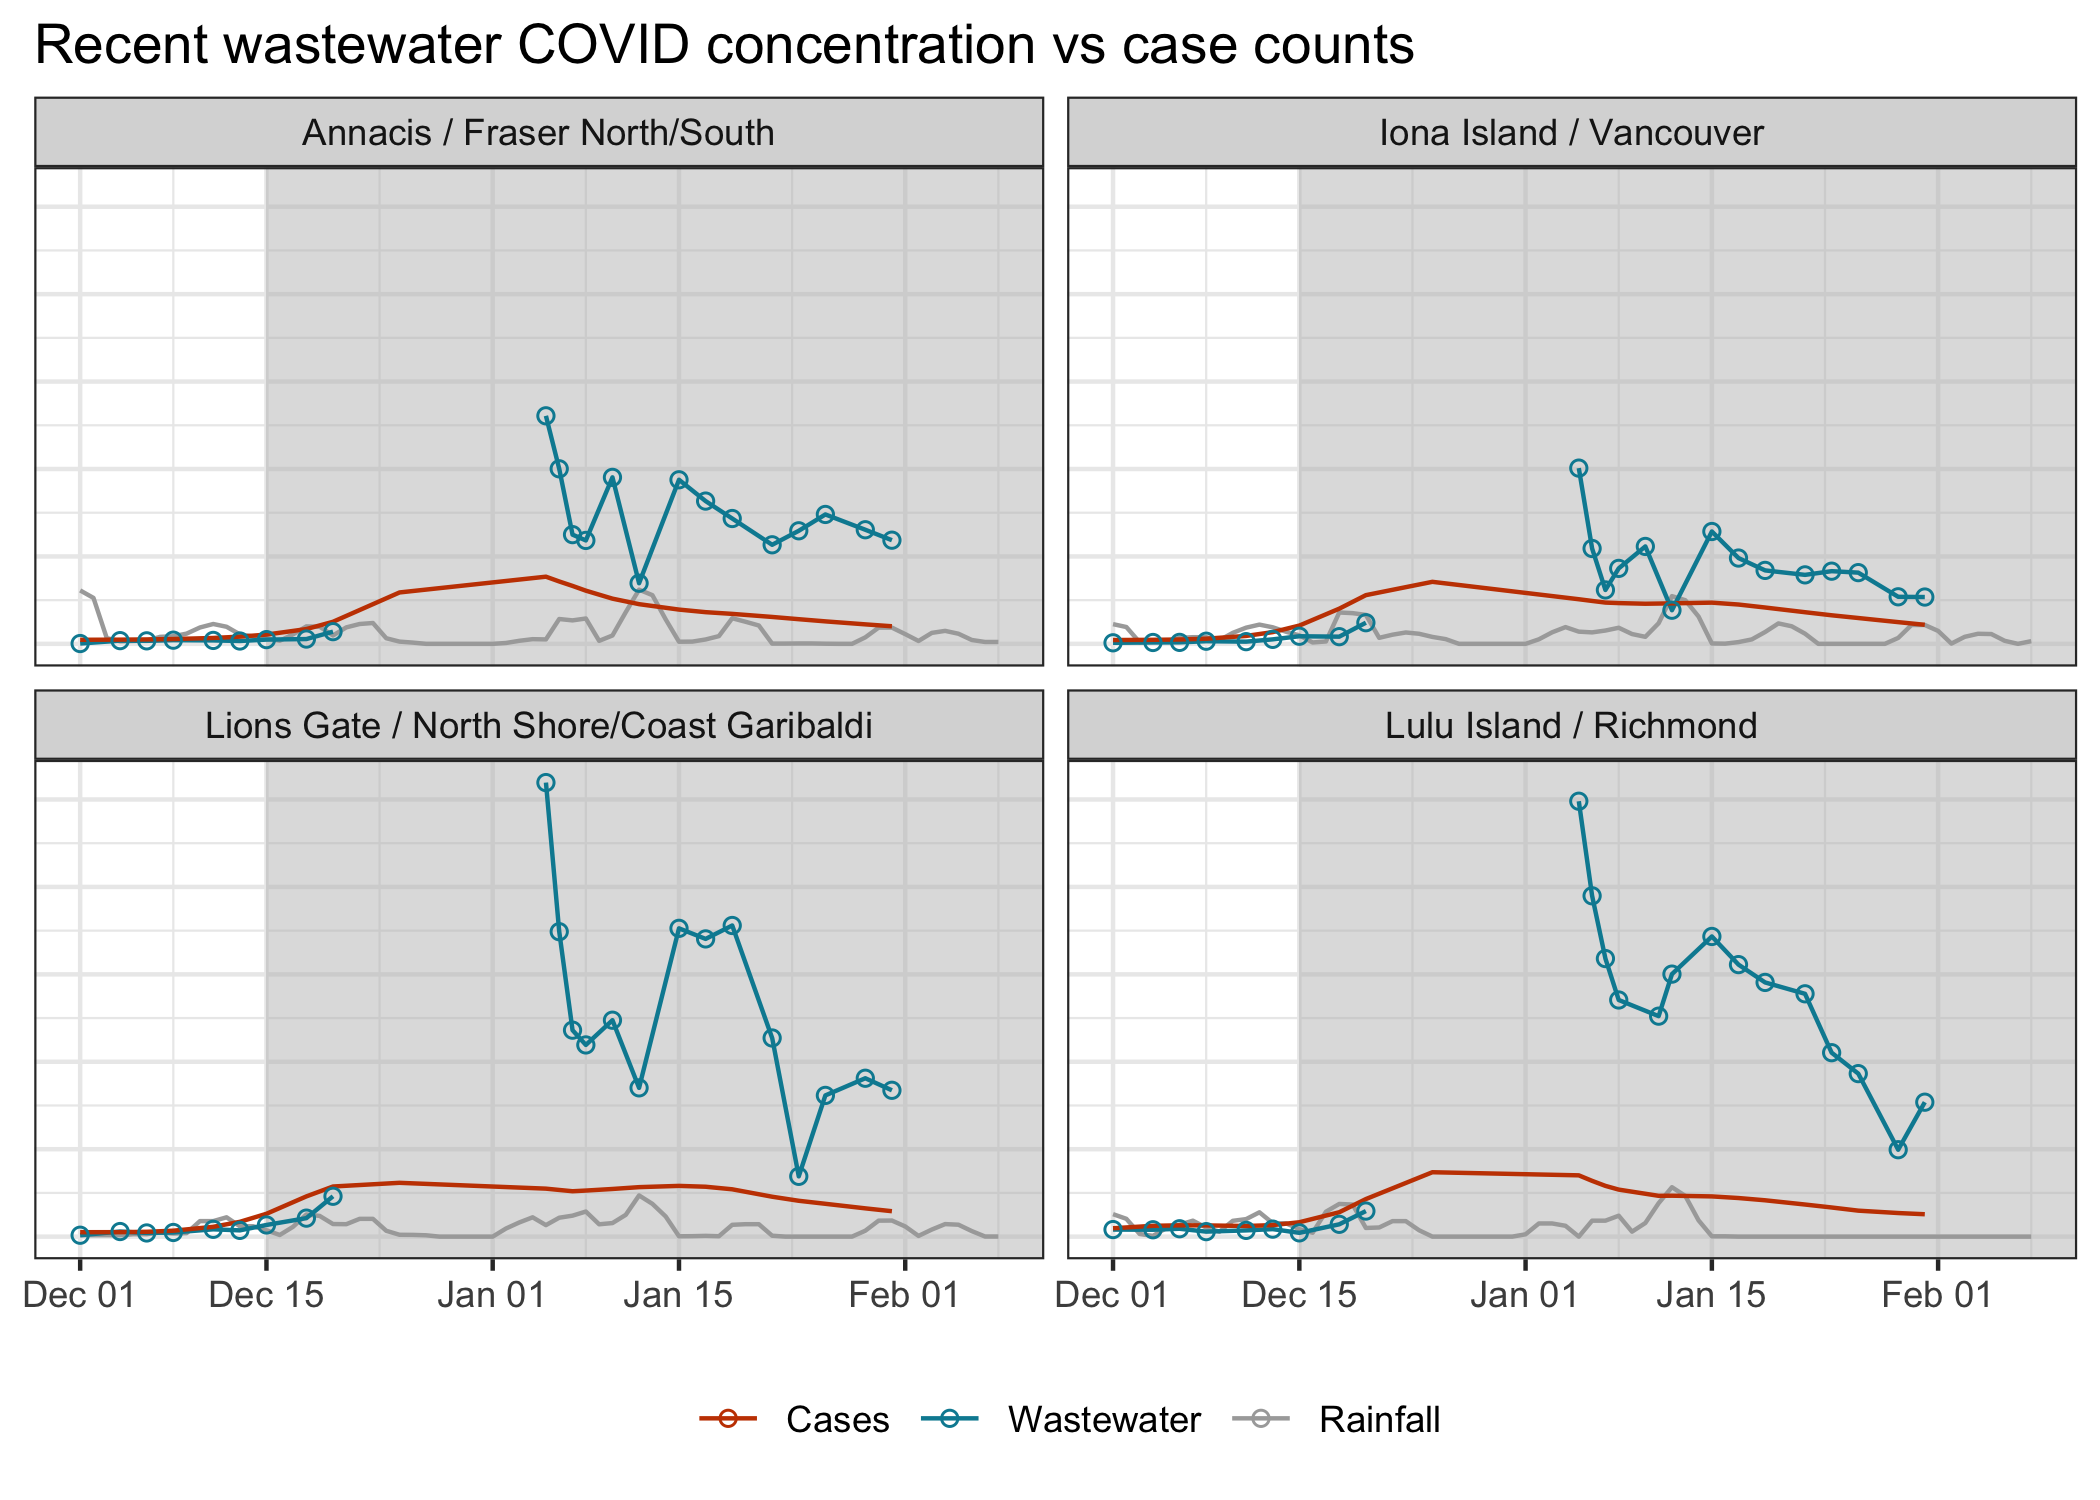 Recent wastewater COVID concentration vs case counts
Annacis / Fraser North/South
Iona Island / Vancouver
Lions Gate / North Shore/Coast Garibaldi
Lulu Island / Richmond
Dec 01 Dec 15 Jan 01 Jan 15 Feb 01 Dec 01 Dec 15 Jan 01 Jan 15 Feb 01
Cases Wastewater Rainfall